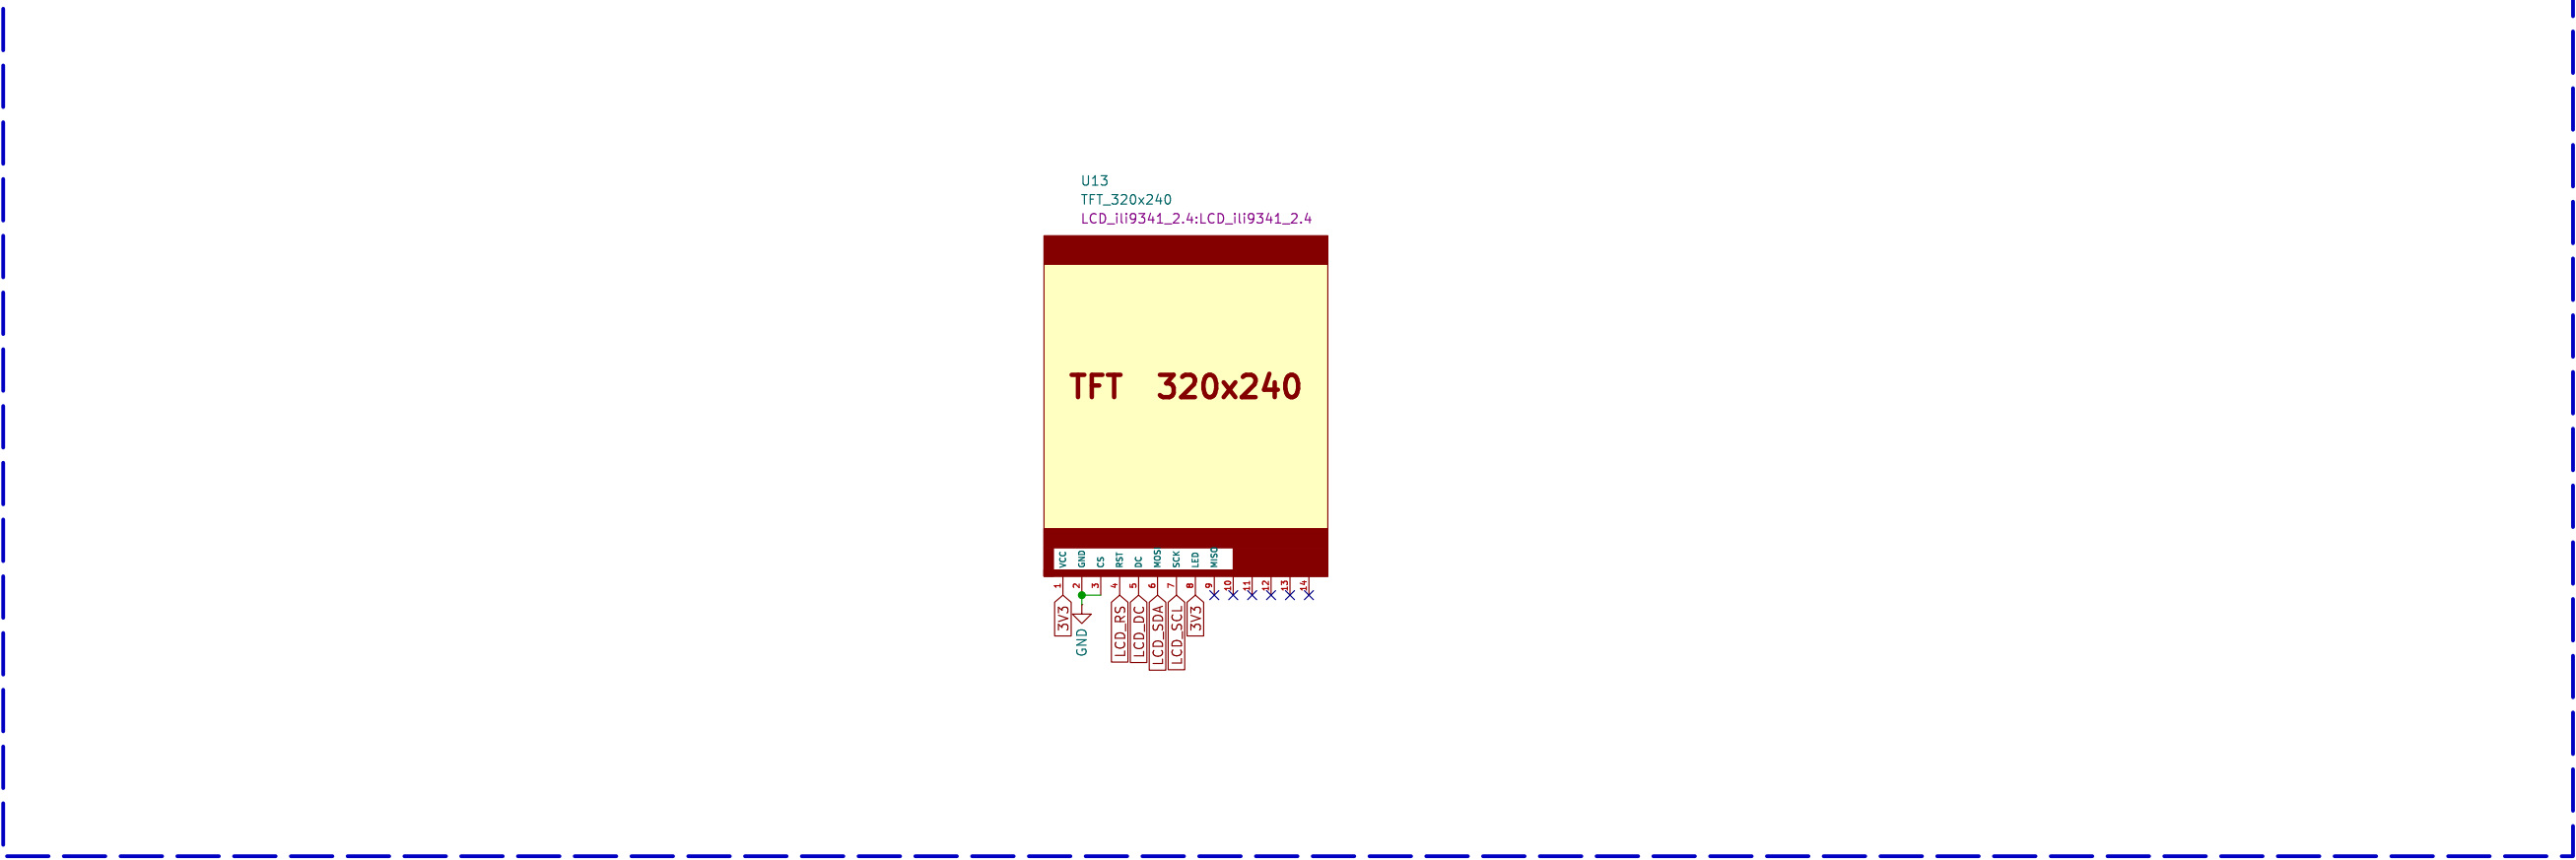 U13
TFT_320x240
LCD_ili9341_2.4:LCD_ili9341_2.4
TFT 320x240
VCC GND CS RST DC MOSI SCK LED MISO
1 2 3 4 5 6 7 8 9 10 11 12 13 14
3V3 GND LCD_RS LCD_DC LCD_SDA LCD_SCL 3V3